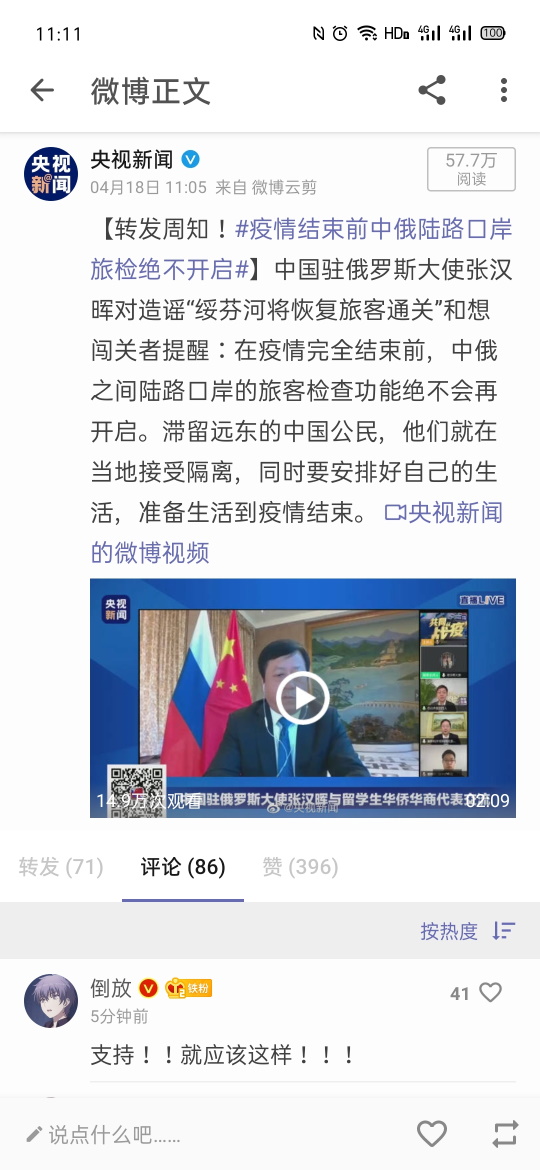 11:11
HD
4G
4G
100
微博正文
央视新闻
央视
新闻
57.7万
阅读
04月18日 11:05 来自 微博云剪
【转发周知！#疫情结束前中俄陆路口岸
旅检绝不开启#】中国驻俄罗斯大使张汉
晖对造谣“绥芬河将恢复旅客通关”和想
闯关者提醒：在疫情完全结束前，中俄
之间陆路口岸的旅客检查功能绝不会再
开启。滞留远东的中国公民，他们就在
当地接受隔离，同时要安排好自己的生
活，准备生活到疫情结束。央视新闻
的微博视频
央视
新闻
直播LIVE
共同
战疫
14.9万次观看
国驻俄罗斯大使张汉晖与留学生华侨华商代表
@央视新闻
02:09
转发 (71)
评论 (86)
赞 (396)
按热度
倒放
铁粉
41
5分钟前
支持！！就应该这样！！！
说点什么吧……